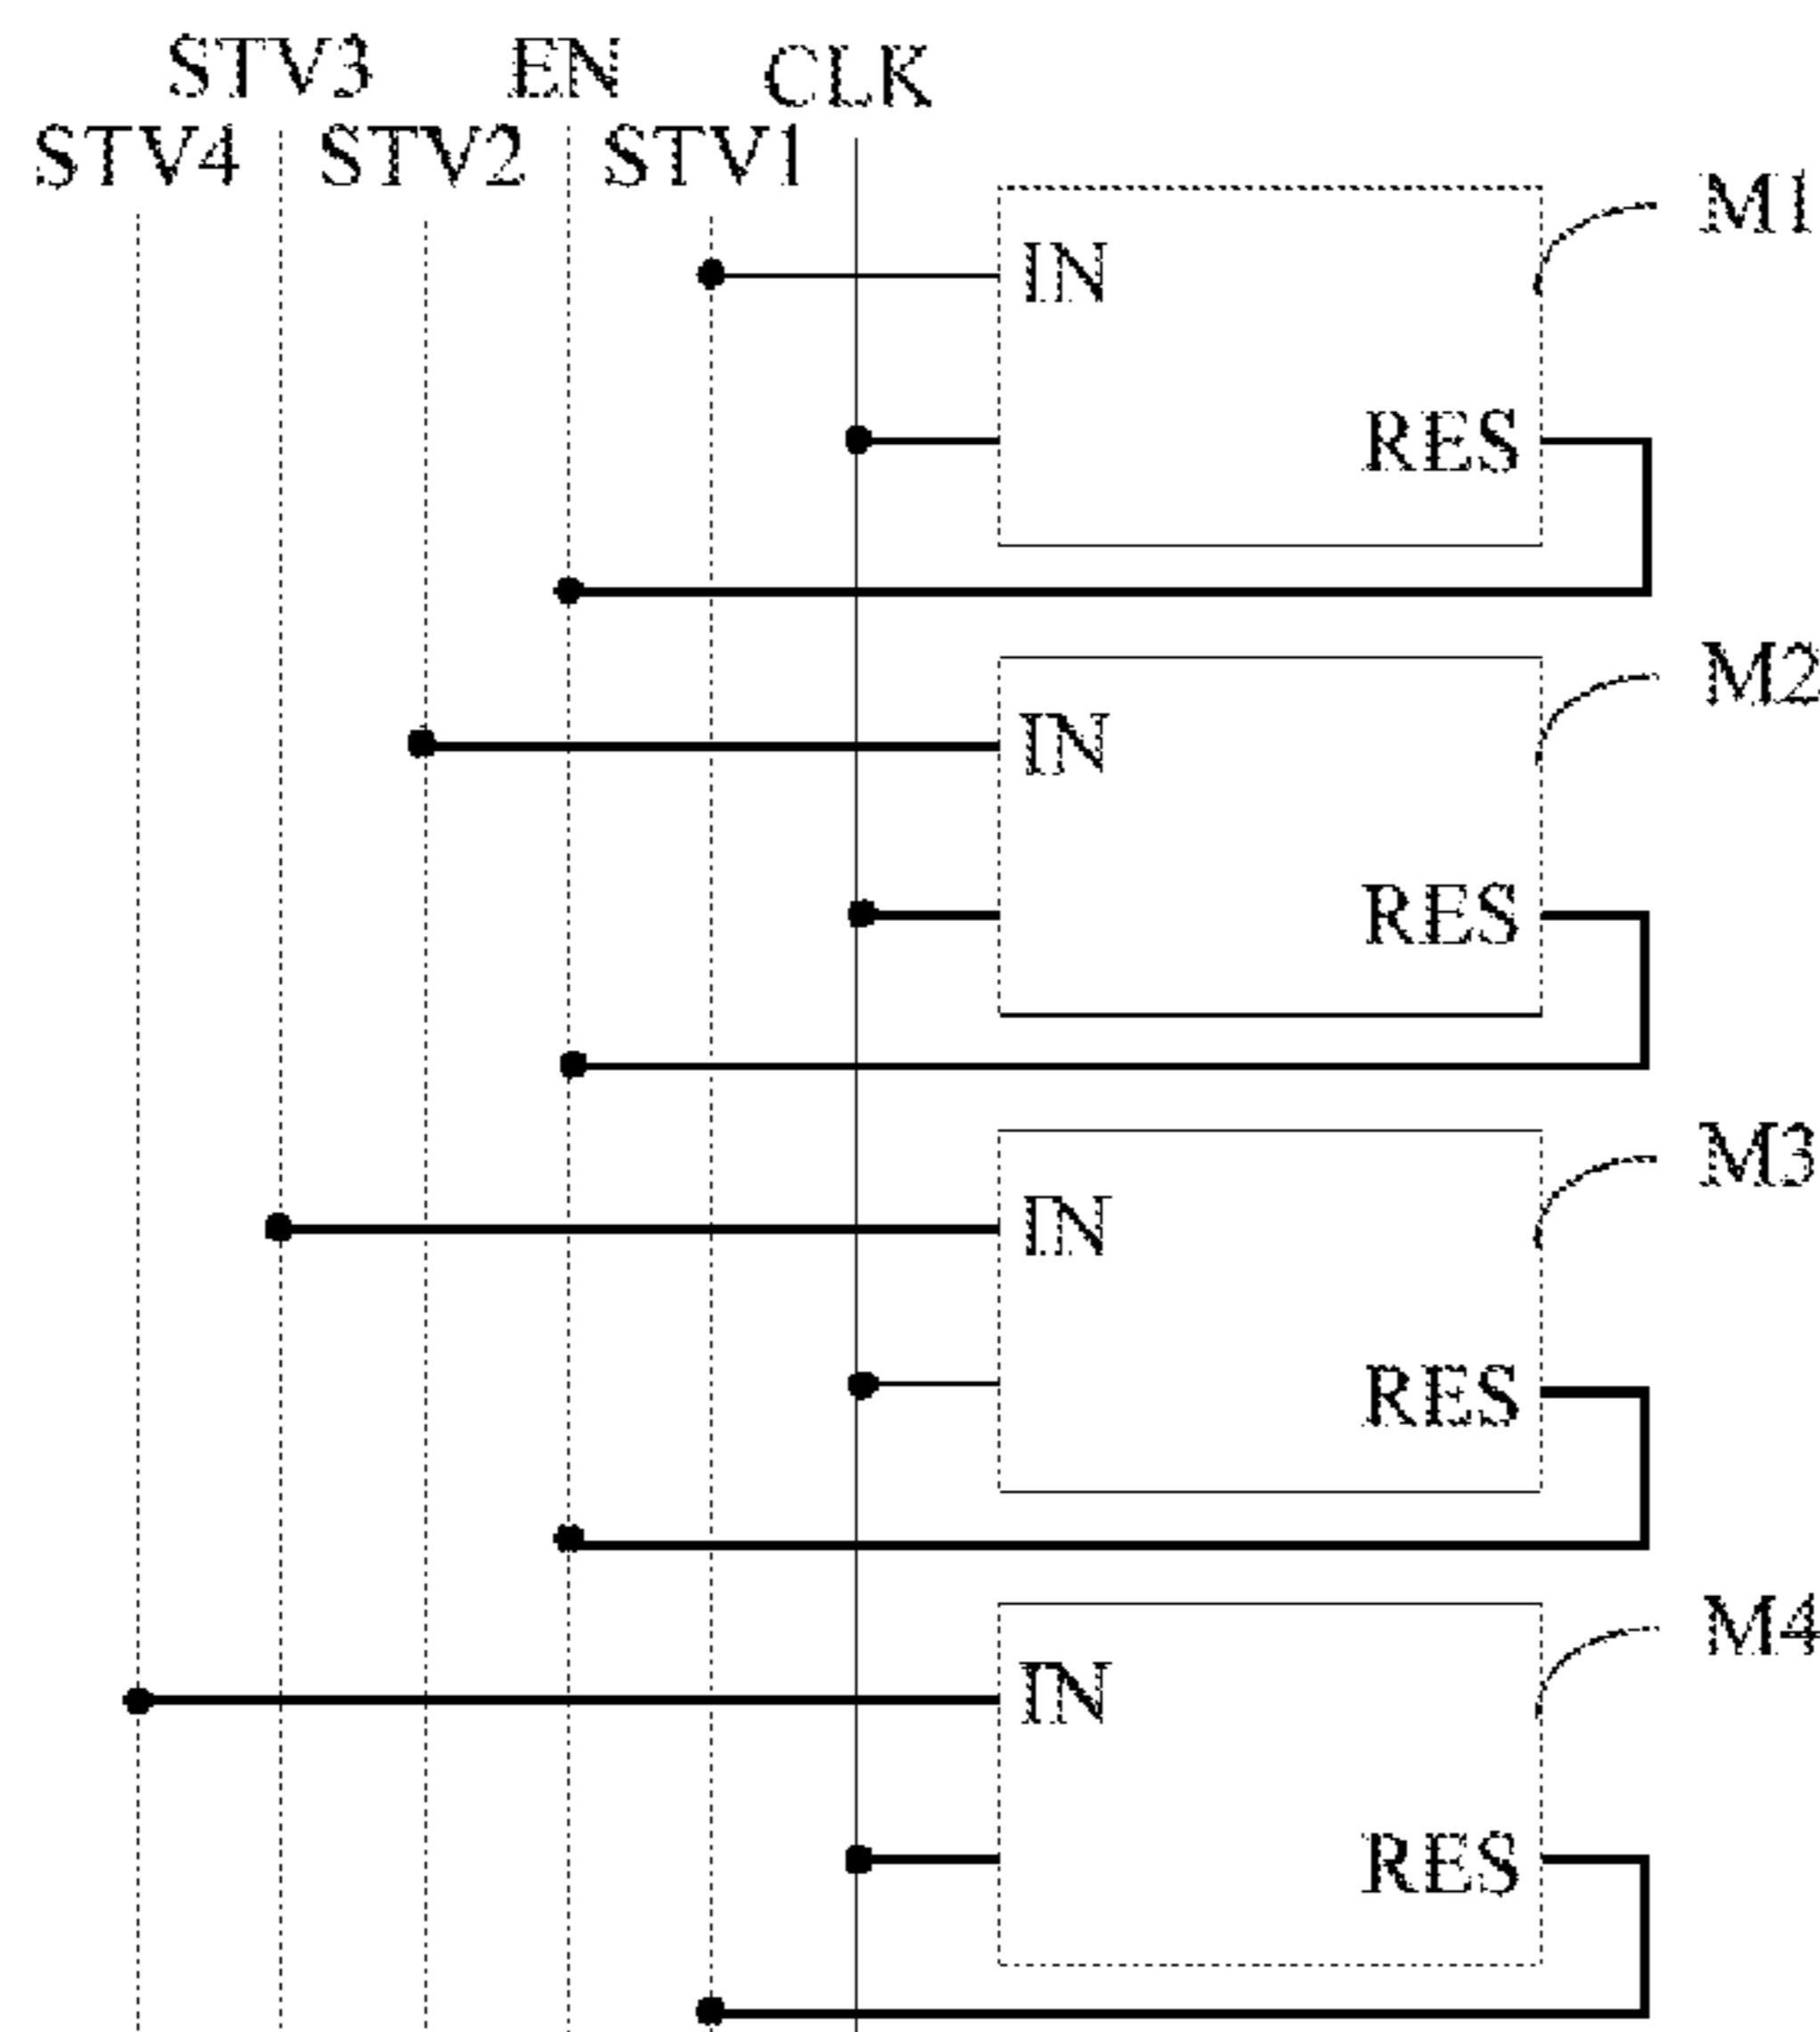 STV3 EN CLK
STV4 STV2 STV1
M1
IN
RES
M2
IN
RES
M3
IN
RES
M4
IN
RES